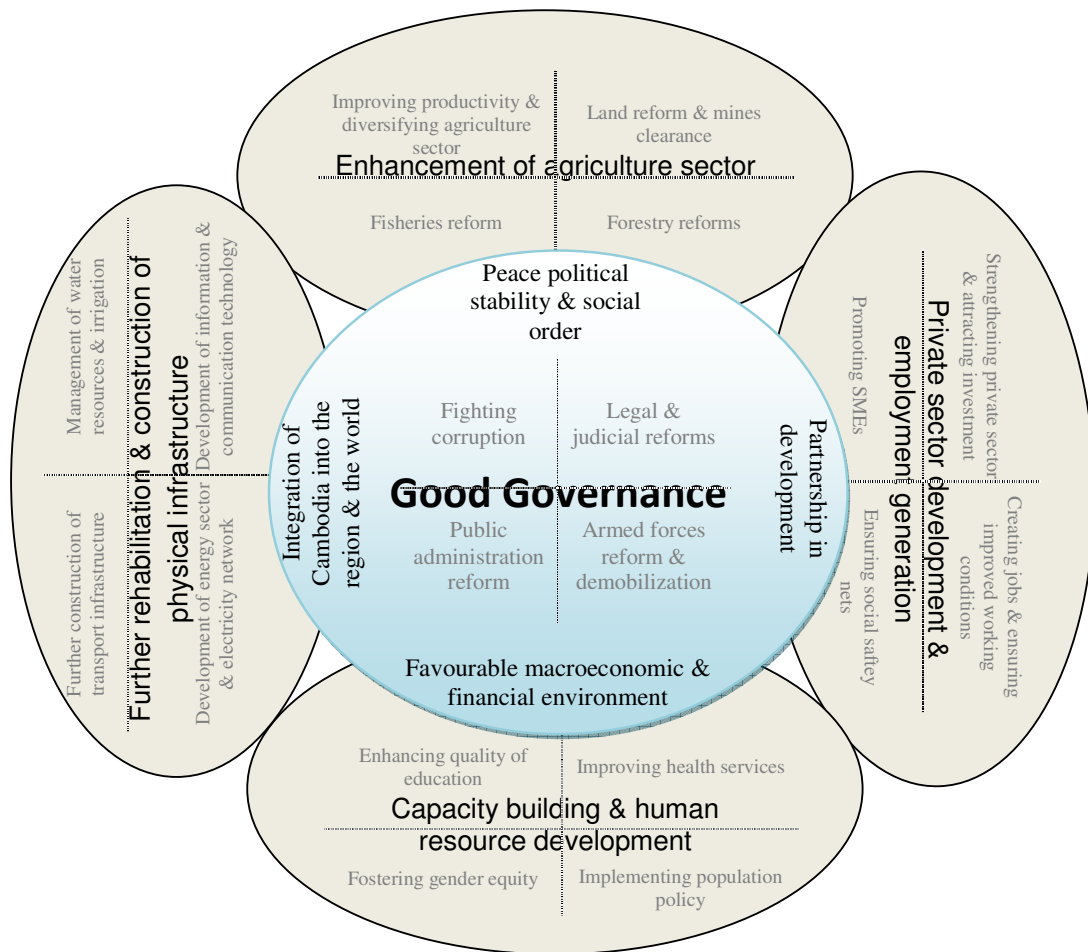 Improving productivity &
diversifying agriculture
sector
Land reform & mines
clearance
Enhancement of agriculture sector
Fisheries reform
Forestry reforms
Management of water
resources & irrigation
Further rehabilitation & construction of
physical infrastructure
Development of information &
communication technology
Further construction of
transport infrastructure
Development of energy sector
& electricity network
Peace political
stability & social
order
Integration of
Cambodia into the
region & the world
Fighting
corruption
Legal &
judicial reforms
Good Governance
Public
administration
reform
Armed forces
reform &
demobilization
Partnership in
development
Favourable macroeconomic &
financial environment
Strengthening private sector
& attracting investment
Promoting SMEs
Private sector development &
employment generation
Creating jobs & ensuring
improved working
conditions
Ensuring social saftey
nets
Enhancing quality of
education
Improving health services
Capacity building & human
resource development
Fostering gender equity
Implementing population
policy